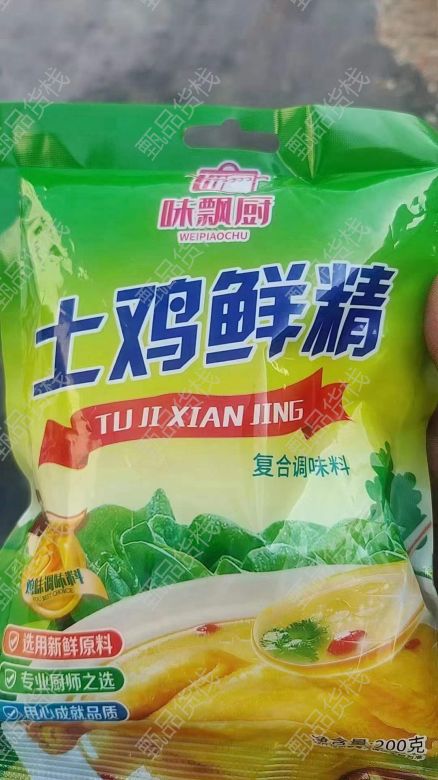 味飘厨
WEIPIAOCHU
土鸡鲜精
TU JI XIAN JING
复合调味料
鸡味调味料
选用新鲜原料
专业厨师之选
用心成就品质
净含量:200克
甄品货栈